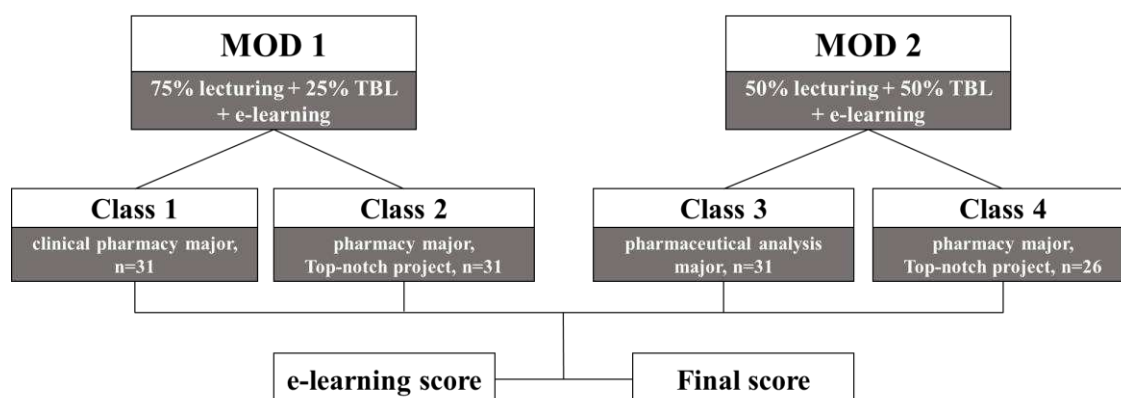 MOD 1
75% lecturing + 25% TBL
+ e-learning
MOD 2
50% lecturing + 50% TBL
+ e-learning
Class 1
clinical pharmacy major,
n=31
Class 2
pharmacy major,
Top-notch project, n=31
Class 3
pharmaceutical analysis
major, n=31
Class 4
pharmacy major,
Top-notch project, n=26
e-learning score
Final score